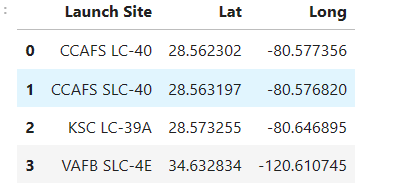 :
Launch Site Lat Long
0 CCAFS LC-40 28.562302 -80.577356
1 CCAFS SLC-40 28.563197 -80.576820
2 KSC LC-39A 28.573255 -80.646895
3 VAFB SLC-4E 34.632834 -120.610745